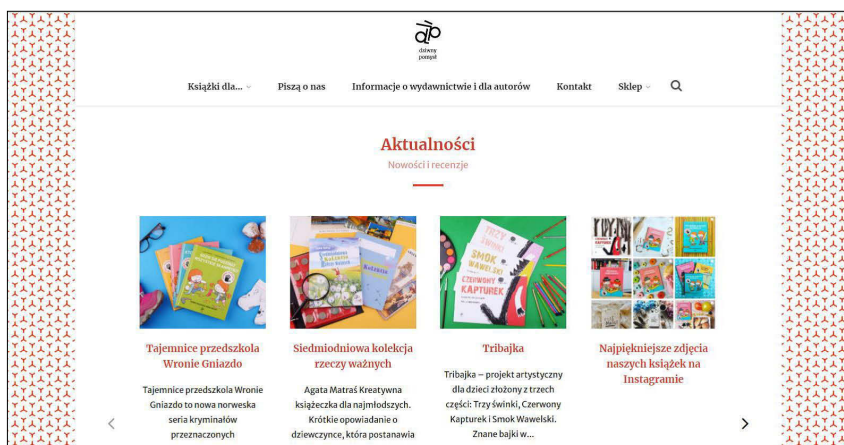 dziwny
pomysł
Książki dla...
Piszą o nas
Informacje o wydawnictwie i dla autorów
Kontakt
Sklep
Aktualności
Nowości i recenzje
TRZY
ŚWINKI
SMOK
WAWELSKI
CZERWONY
KAPTUREK
Tajemnice przedszkola
Wronie Gniazdo
Tajemnice przedszkola Wronie
Gniazdo to nowa norweska
seria kryminałów
przeznaczonych
Siedmiodniowa kolekcja
rzeczy ważnych
Agata Matraś Kreatywna
książeczka dla najmłodszych.
Krótkie opowiadanie o
dziewczynce, która postanawia
Tribajka
Tribajka – projekt artystyczny
dla dzieci złożony z trzech
części: Trzy świnki, Czerwony
Kapturek i Smok Wawelski.
Znane bajki w...
Najpiękniejsze zdjęcia
naszych książek na
Instagramie